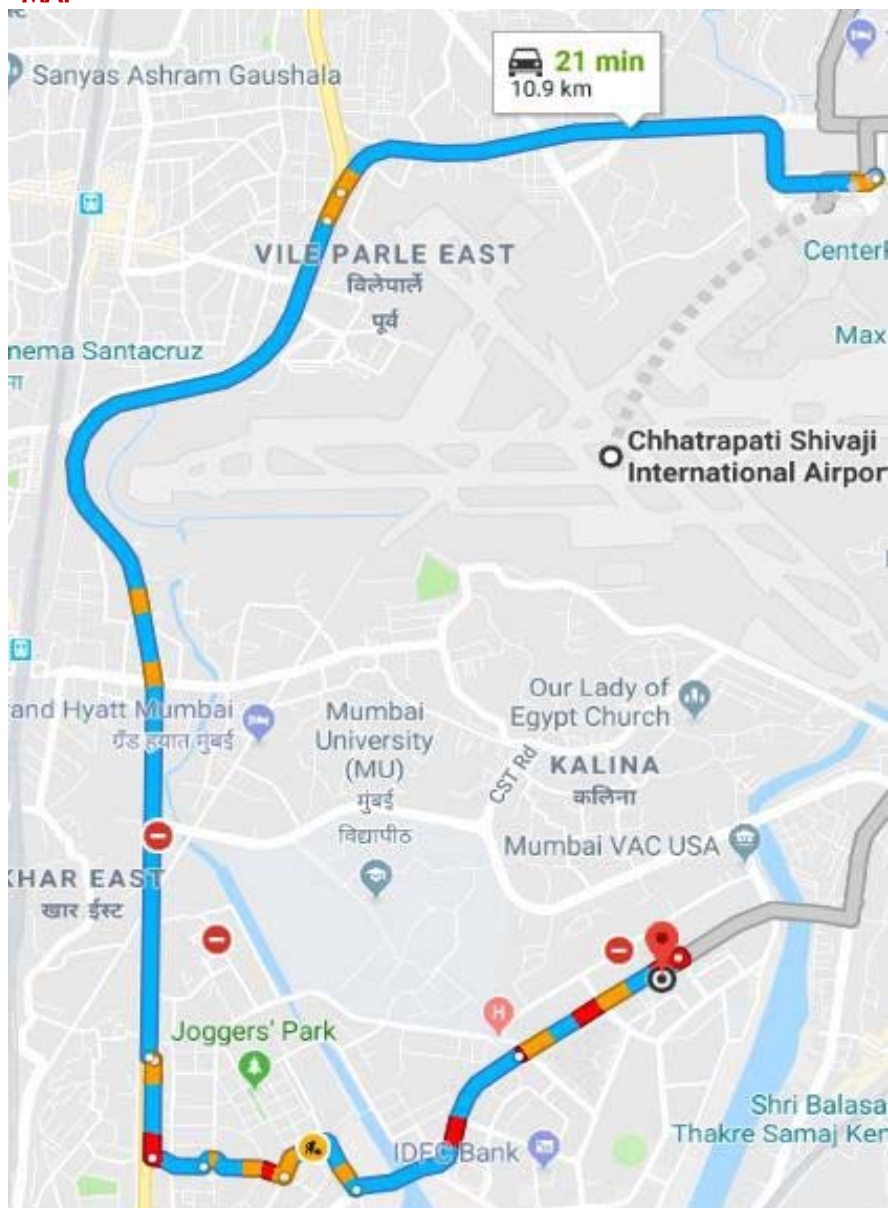 Sanyas Ashram Gaushala
21 min
10.9 km
VILE PARLE EAST
विलेपार्ले
पूर्व
Center
Max
nema Santacruz
मा
Chhatrapati Shivaji
International Airpor
Our Lady of
Egypt Church
rand Hyatt Mumbai
ग्रँड हयात मुंबई
Mumbai
University
(MU)
मुंबई
विद्यापीठ
CST Rd
KALINA
कलिना
Mumbai VAC USA
KHAR EAST
खार ईस्ट
H
Joggers' Park
IDFC Bank
Shri Balasa
Thakre Samaj Ken